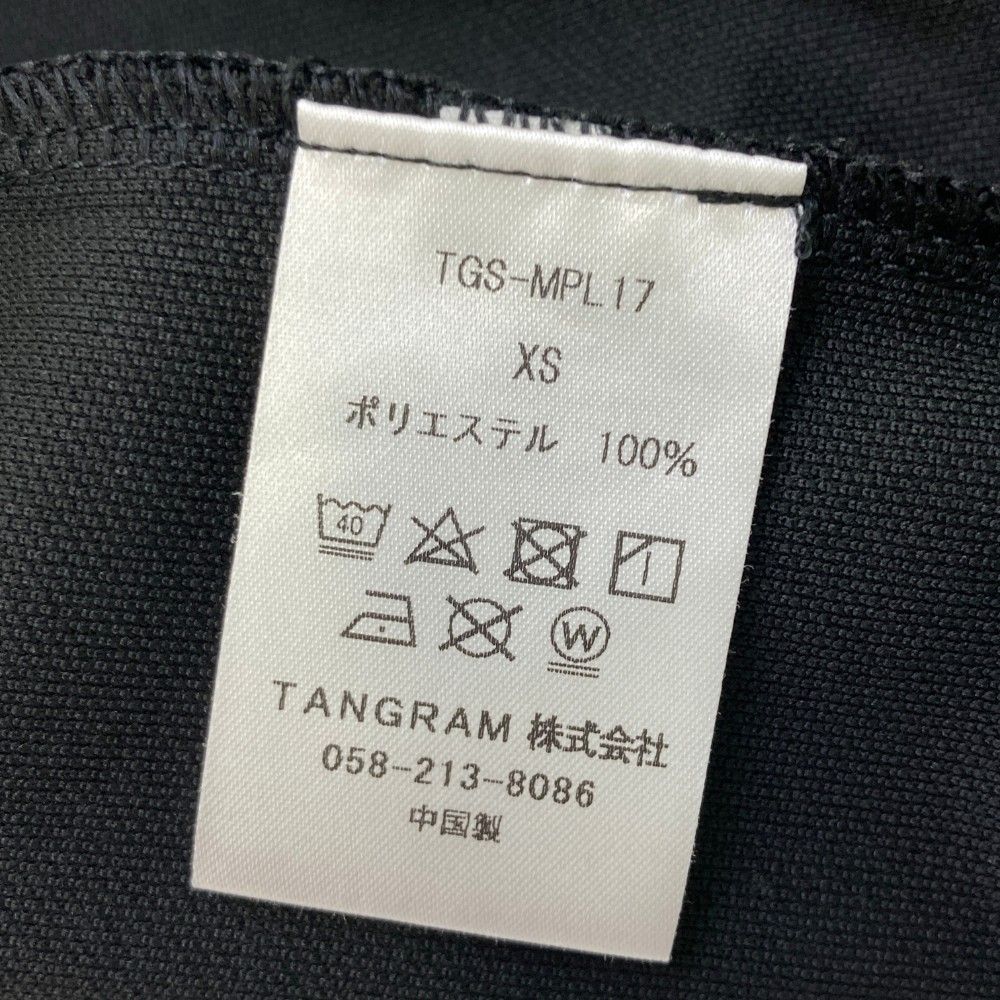 TGS-MPL17
XS
ポリエステル 100%
40
W
TANGRAM 株式会社
058-213-8086
中国製